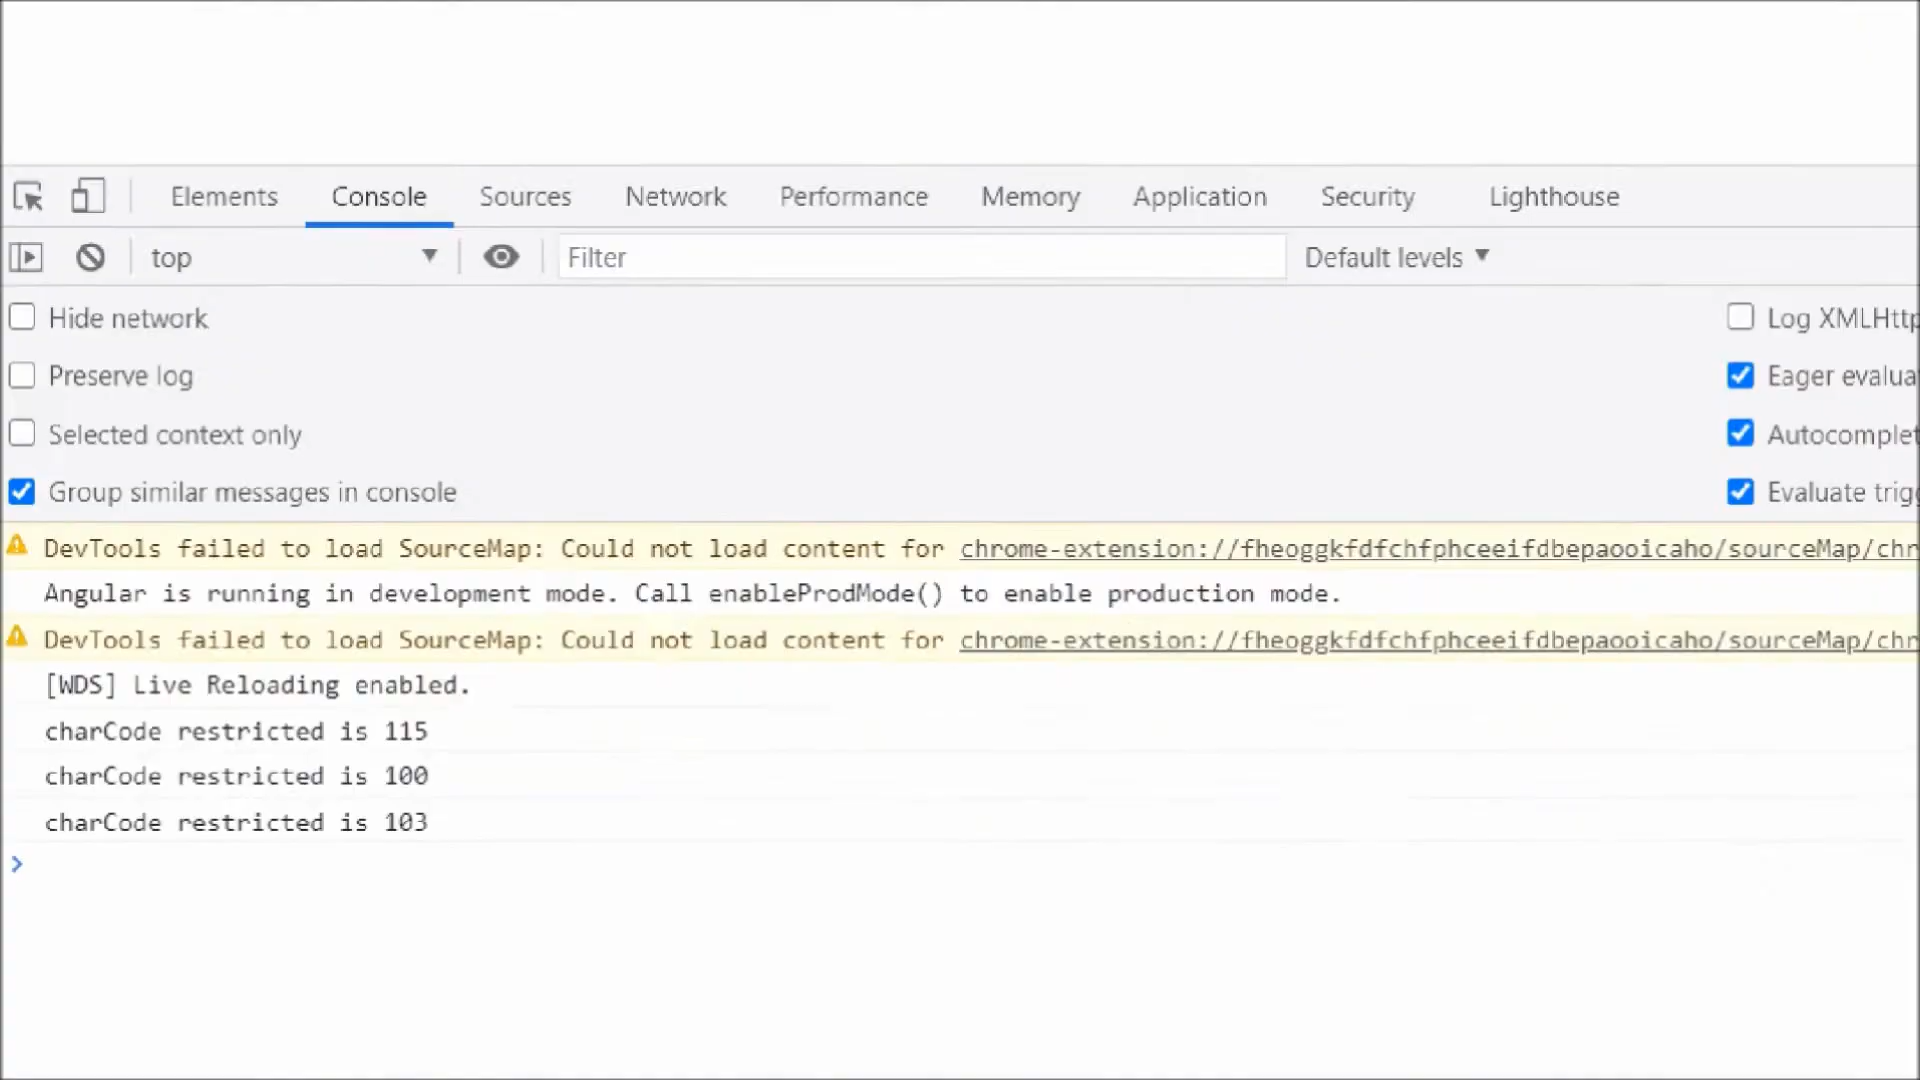 Elements Console Sources Network Performance Memory Application Security Lighthouse
top Filter Default levels
Hide network Log XMLHttp
Preserve log Eager evalua
Selected context only Autocomplet
Group similar messages in console Evaluate trigg
DevTools failed to load SourceMap: Could not load content for chrome-extension://fheoggkfdfchfphceeifdbepaooicaho/sourceMap/chr
Angular is running in development mode. Call enableProdMode() to enable production mode.
DevTools failed to load SourceMap: Could not load content for chrome-extension://fheoggkfdfchfphceeifdbepaooicaho/sourceMap/chr
[WDS] Live Reloading enabled.
charCode restricted is 115
charCode restricted is 100
charCode restricted is 103